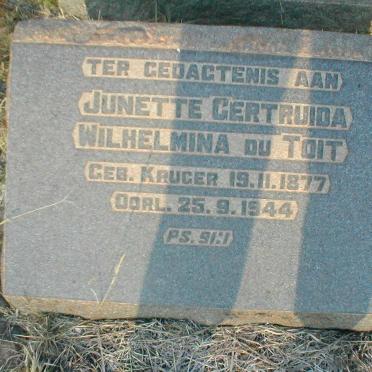 TER GEDAGTENIS AAN
JUNETTE GERTRUIDA
WILHELMINA DU TOIT
GEB. KRUGER 19.11.1877
OORL. 25.9.1944
PS. 91:1